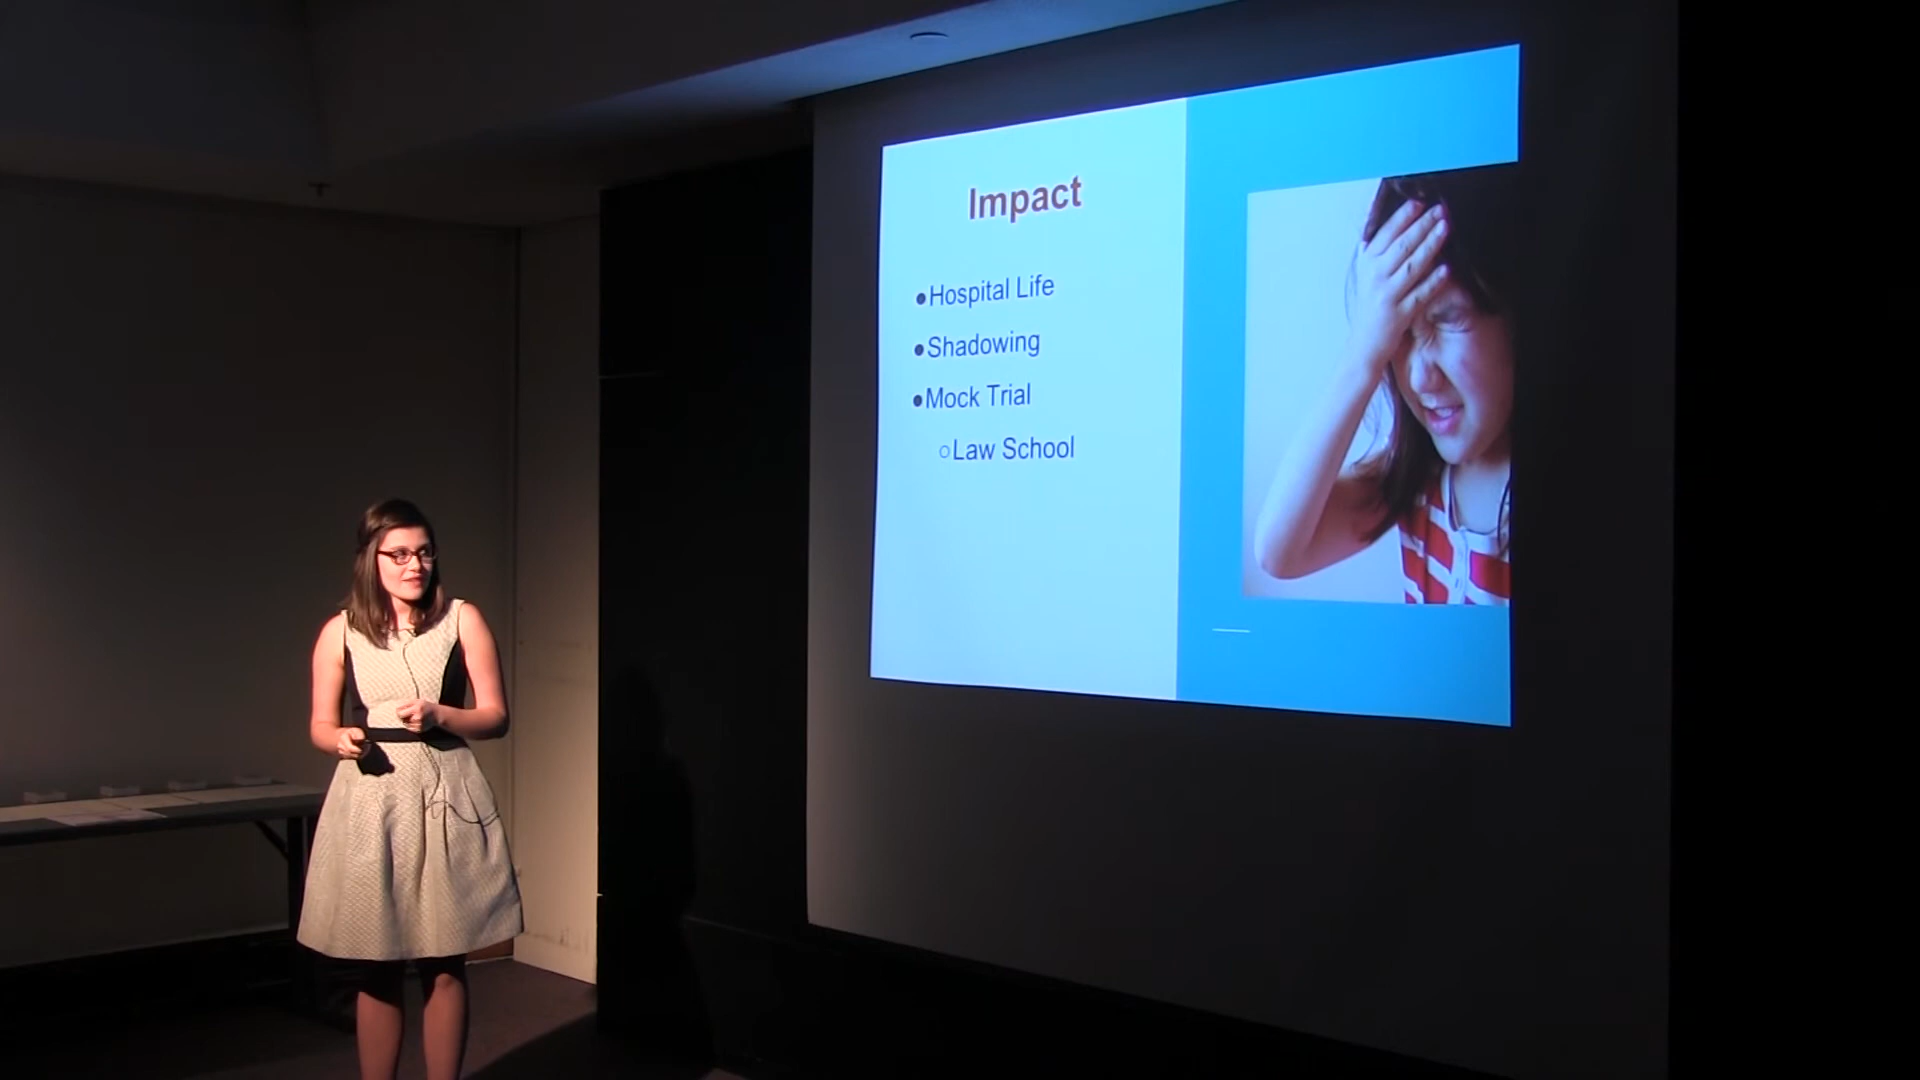 Impact
●Hospital Life
●Shadowing
●Mock Trial
○Law School